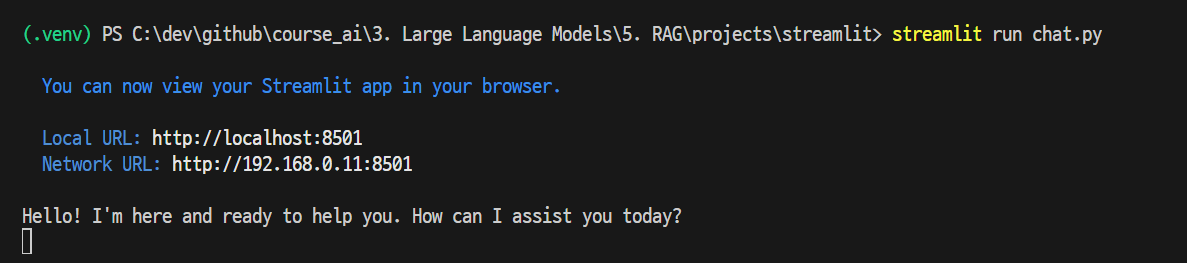 (.venv) PS C:\dev\github\course_ai\3. Large Language Models\5. RAG\projects\streamlit> streamlit run chat.py
You can now view your Streamlit app in your browser.
Local URL: http://localhost:8501
Network URL: http://192.168.0.11:8501
Hello! I'm here and ready to help you. How can I assist you today?